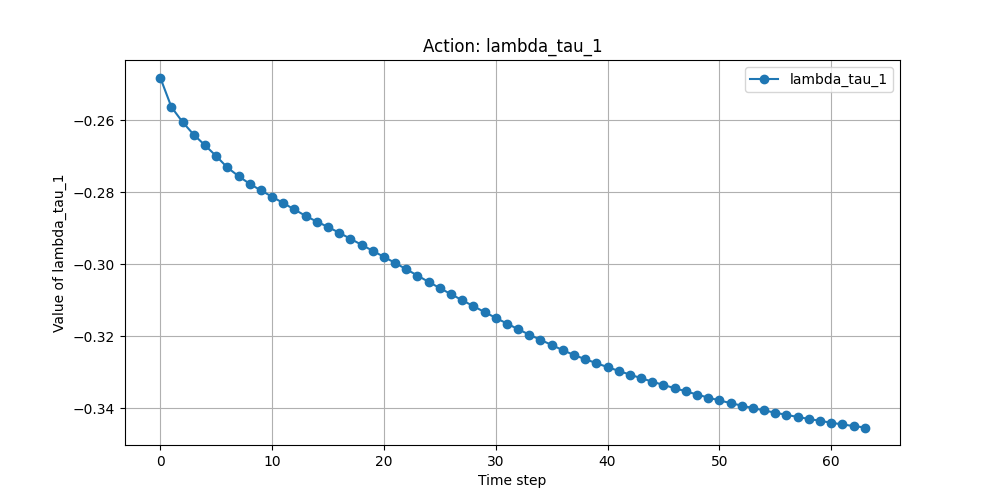 Action: lambda_tau_1
lambda_tau_1
Value of lambda_tau_1
−0.26
−0.28
−0.30
−0.32
−0.34
0 10 20 30 40 50 60
Time step